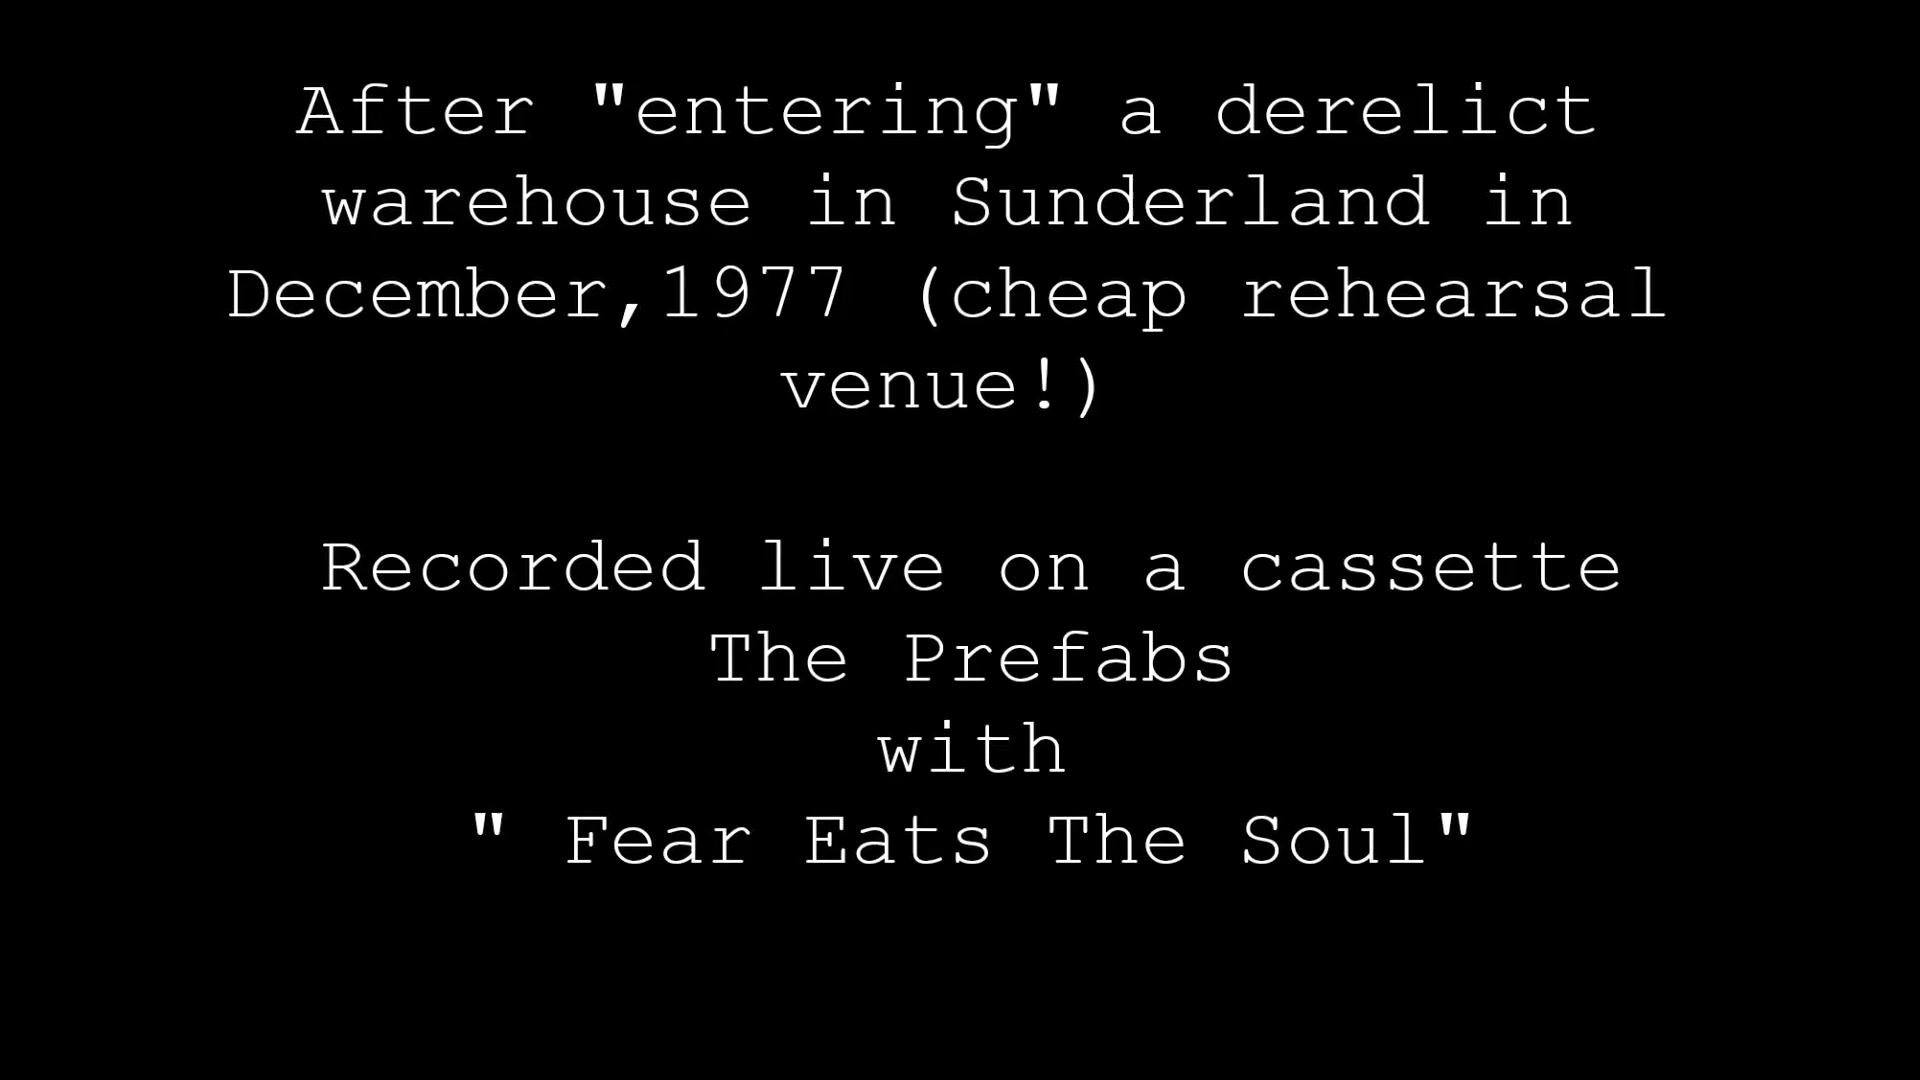 After "entering" a derelict
warehouse in Sunderland in
December,1977 (cheap rehearsal
venue!)
Recorded live on a cassette
The Prefabs
with
" Fear Eats The Soul"